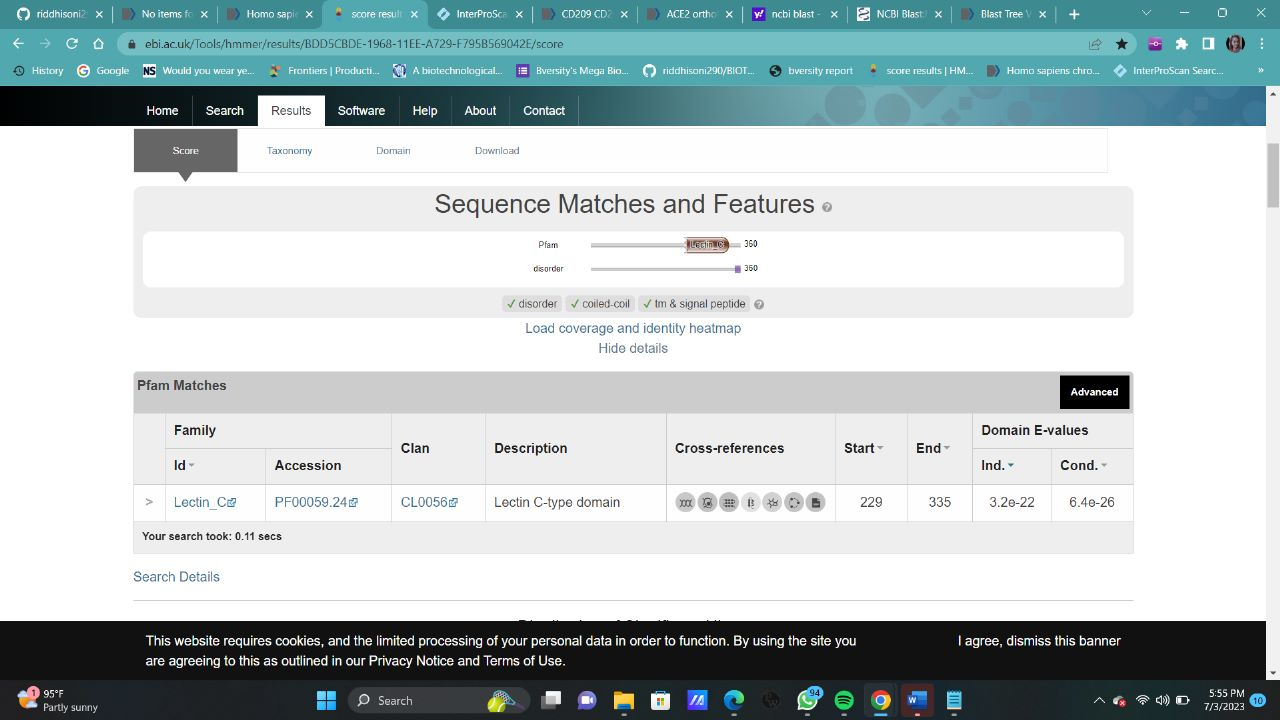 riddhisoni2
No items fo
Homo sapie
score result
InterProScan
CD209 CD2
ACE2 ortho
ncbi blast -
NCBI Blast:
Blast Tree V
ebi.ac.uk/Tools/hmmer/results/BDD5CBDE-1968-11EE-A729-F795B569042E/score
History
Google
NS
Would you wear ye...
Frontiers | Producti...
A biotechnological...
Bversity's Mega Bio...
riddhisoni290/BIOT...
bversity report
score results | HM...
Homo sapiens chro...
InterProScan Searc...
»
Home
Search
Results
Software
Help
About
Contact
Score
Taxonomy
Domain
Download
Sequence Matches and Features
Pfam
Lectin_C
360
disorder
360
disorder
coiled-coil
tm & signal peptide
Load coverage and identity heatmap
Hide details
Pfam Matches
Advanced
Family
Clan
Description
Cross-references
Start
End
Domain E-values
Id
Accession
Ind.
Cond.
> Lectin_C PF00059.24 CL0056 Lectin C-type domain 229 335 3.2e-22 6.4e-26
Your search took: 0.11 secs
Search Details
This website requires cookies, and the limited processing of your personal data in order to function. By using the site you
are agreeing to this as outlined in our Privacy Notice and Terms of Use.
I agree, dismiss this banner
1
95°F
Partly sunny
Search
94
5:55 PM
7/3/2023
10